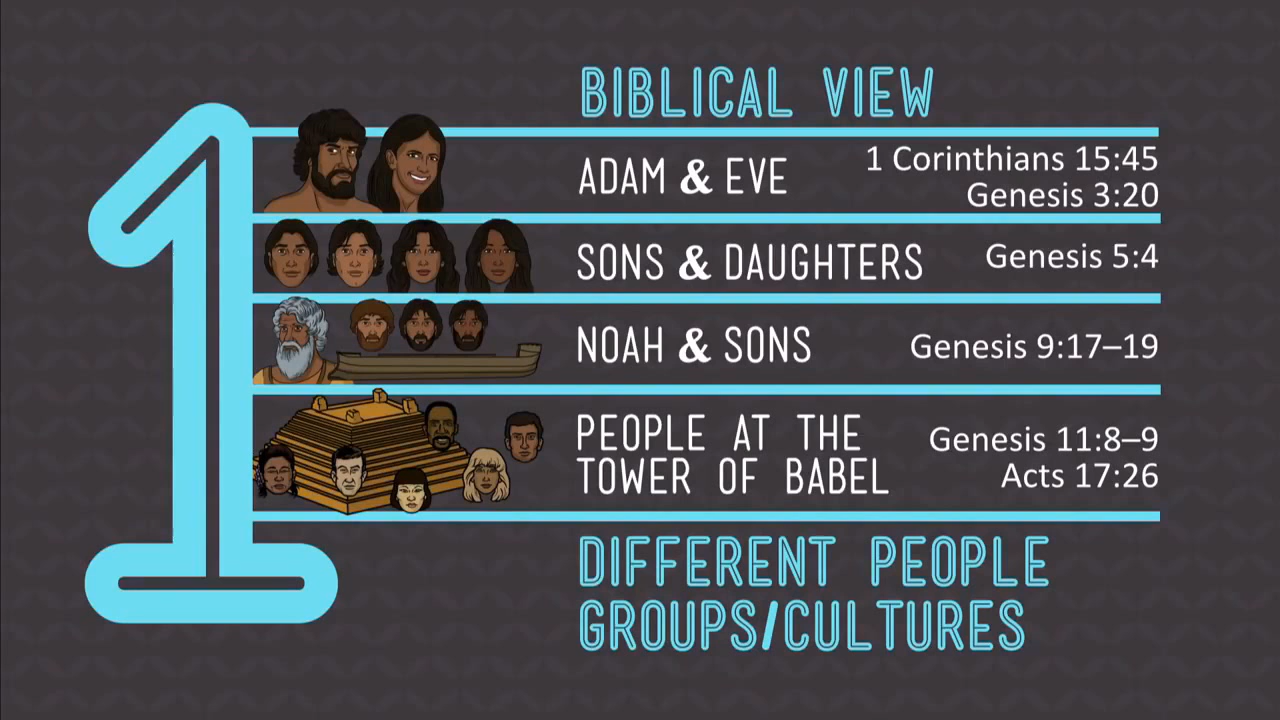 1
BIBLICAL VIEW
ADAM & EVE
1 Corinthians 15:45
Genesis 3:20
SONS & DAUGHTERS
Genesis 5:4
NOAH & SONS
Genesis 9:17–19
PEOPLE AT THE
TOWER OF BABEL
Genesis 11:8–9
Acts 17:26
DIFFERENT PEOPLE
GROUPS/CULTURES